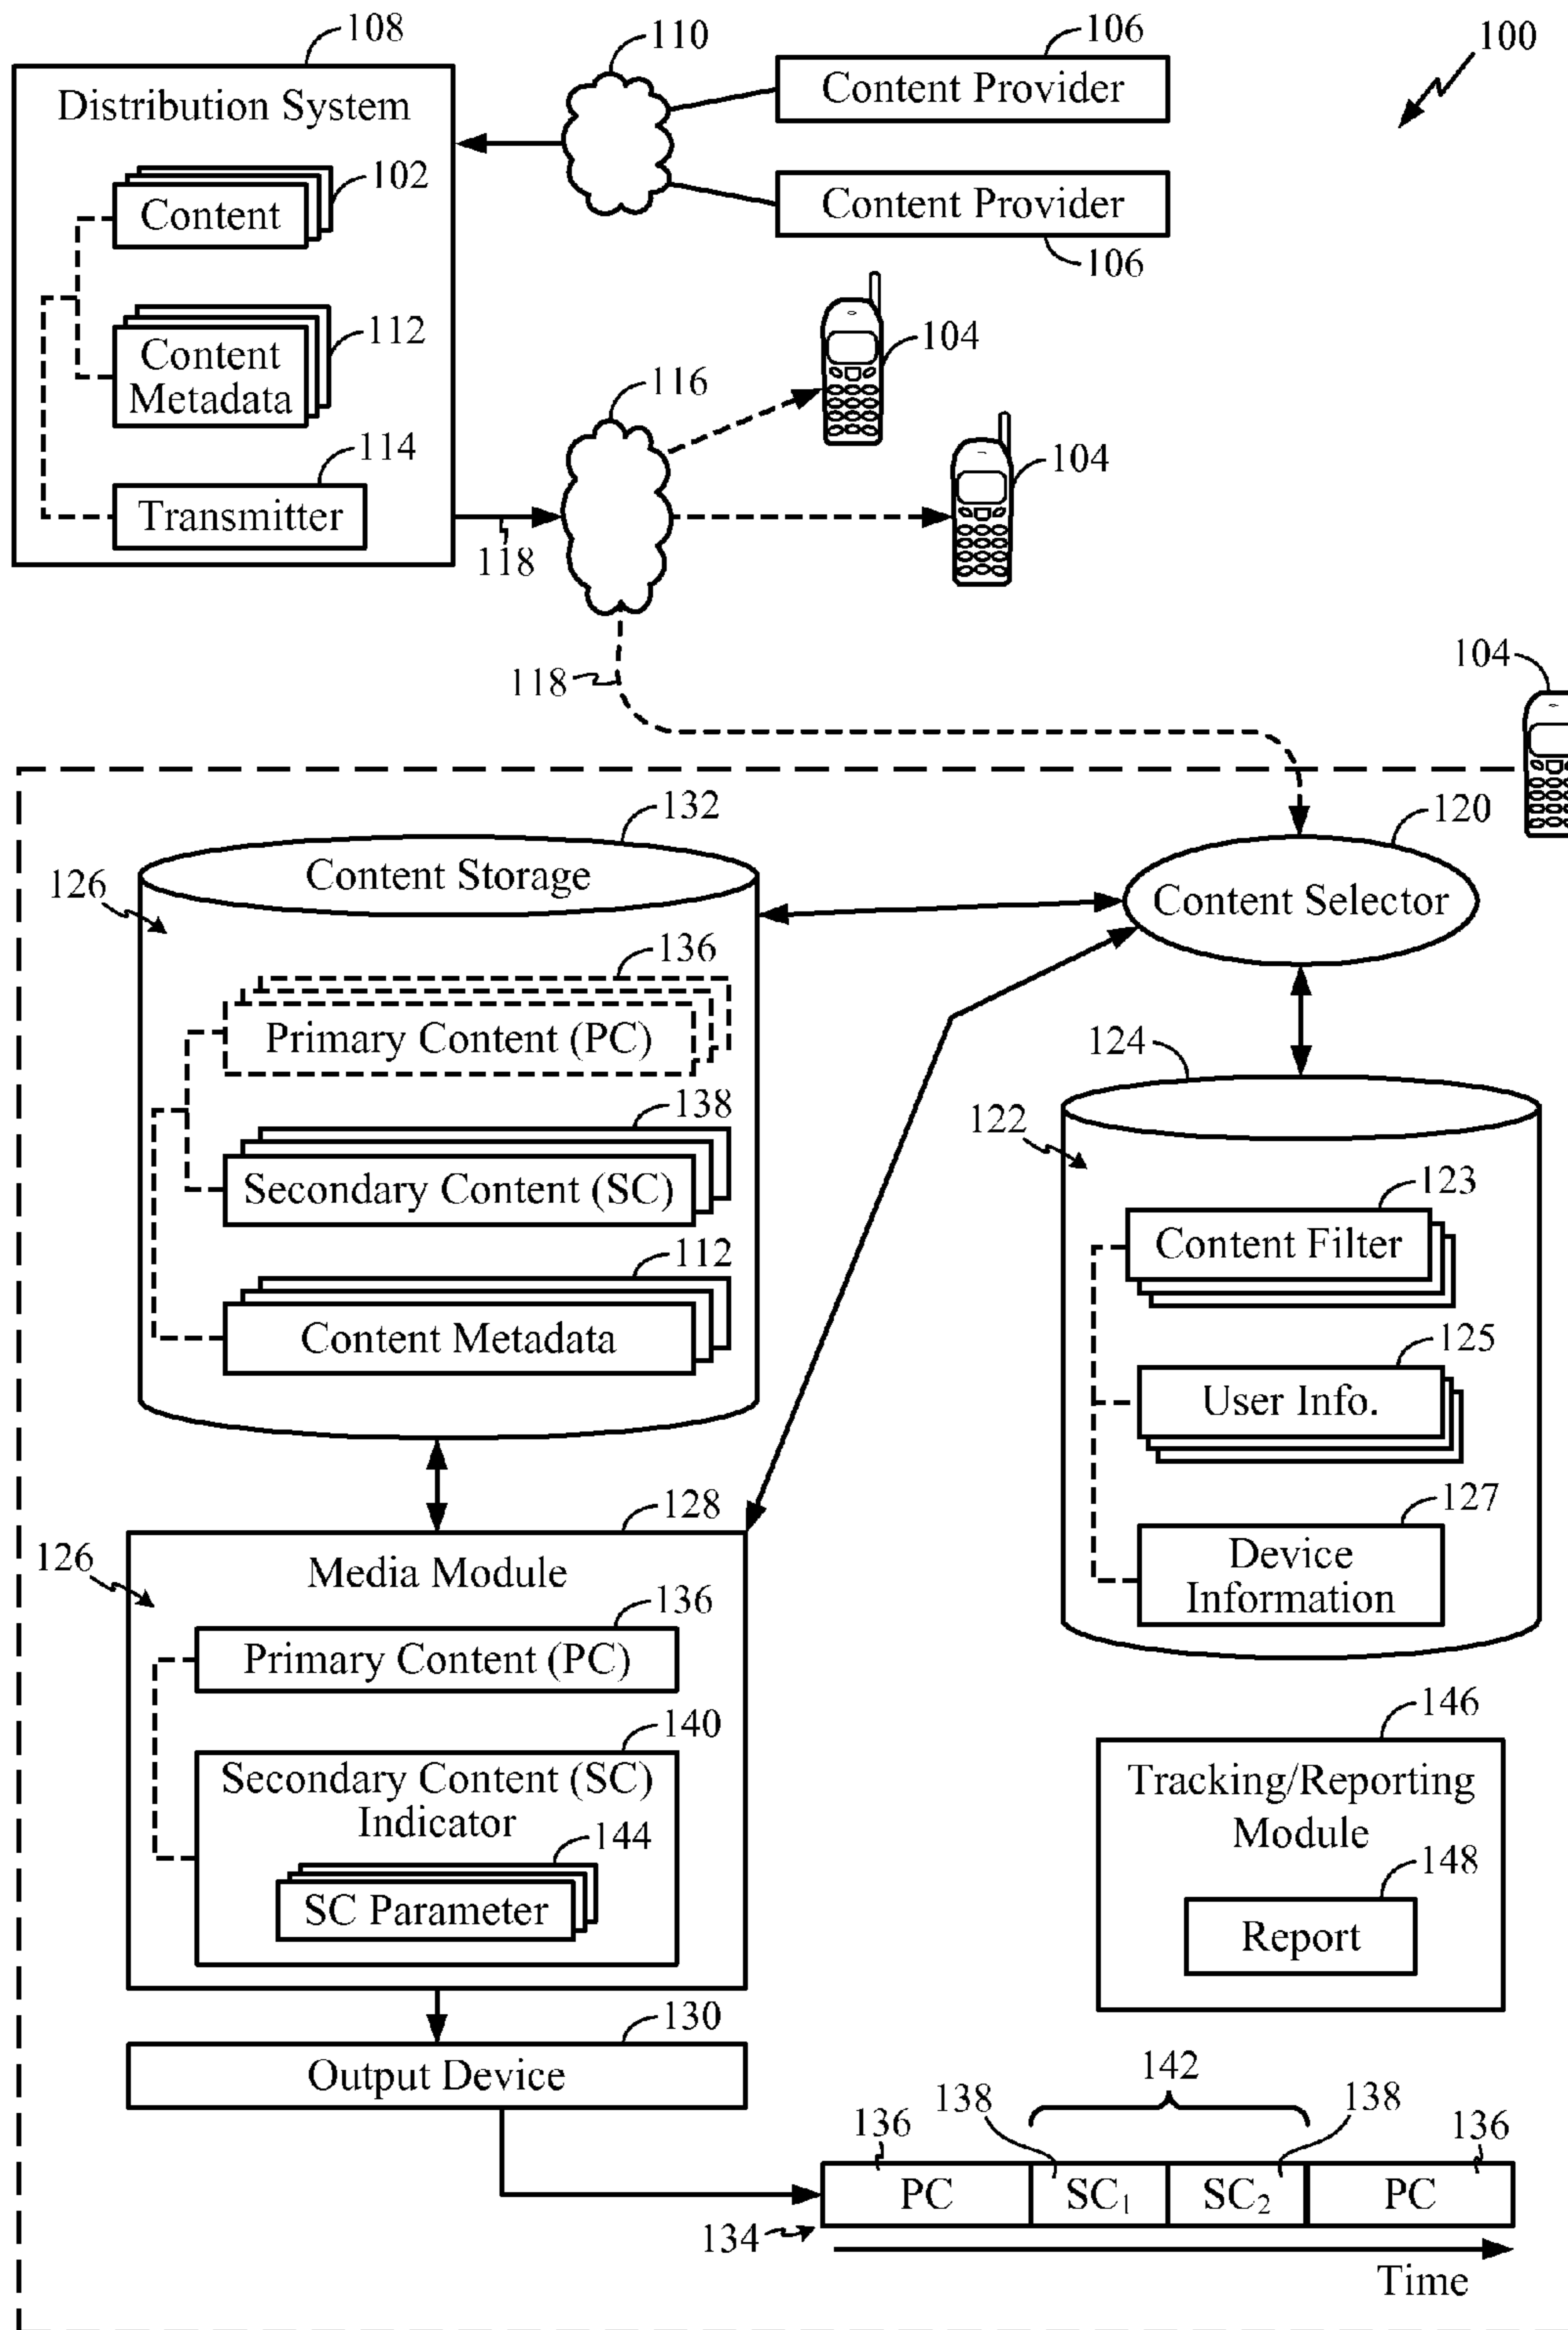 108
110
106
100
Distribution System
Content Provider
102
Content
Content Provider
106
112
Content
Metadata
104
116
104
114
Transmitter
118
118
104
132
120
126
Content Storage
Content Selector
136
Primary Content (PC)
124
138
122
Secondary Content (SC)
123
Content Filter
112
Content Metadata
125
User Info.
128
127
126
Media Module
Device
Information
136
Primary Content (PC)
146
140
Secondary Content (SC)
Indicator
Tracking/Reporting
Module
144
SC Parameter
148
Report
130
Output Device
142
138
138
136
136
PC
SC1
SC2
PC
134
Time